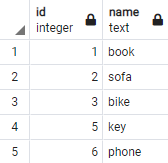 id name
integer text
1 1 book
2 2 sofa
3 3 bike
4 5 key
5 6 phone